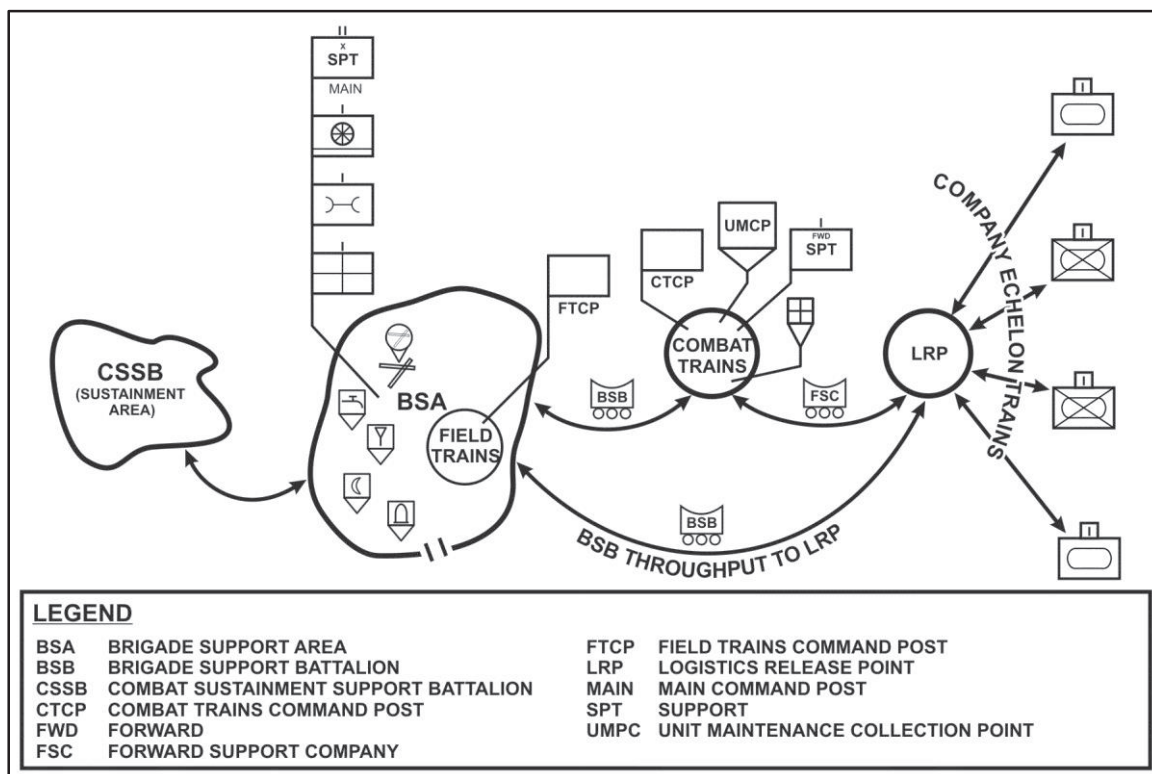 II
X
SPT
MAIN
I
I
I
FTCP
CTCP
UMCP
I
FWD
SPT
CSSB
(SUSTAINMENT
AREA)
BSA
FIELD
TRAINS
II
BSB
COMBAT
TRAINS
FSC
LRP
BSB
BSB THROUGHPUT TO LRP
COMPANY ECHELON TRAINS
I
I
I
I
LEGEND
BSA BRIGADE SUPPORT AREA
BSB BRIGADE SUPPORT BATTALION
CSSB COMBAT SUSTAINMENT SUPPORT BATTALION
CTCP COMBAT TRAINS COMMAND POST
FWD FORWARD
FSC FORWARD SUPPORT COMPANY
FTCP FIELD TRAINS COMMAND POST
LRP LOGISTICS RELEASE POINT
MAIN MAIN COMMAND POST
SPT SUPPORT
UMPC UNIT MAINTENANCE COLLECTION POINT